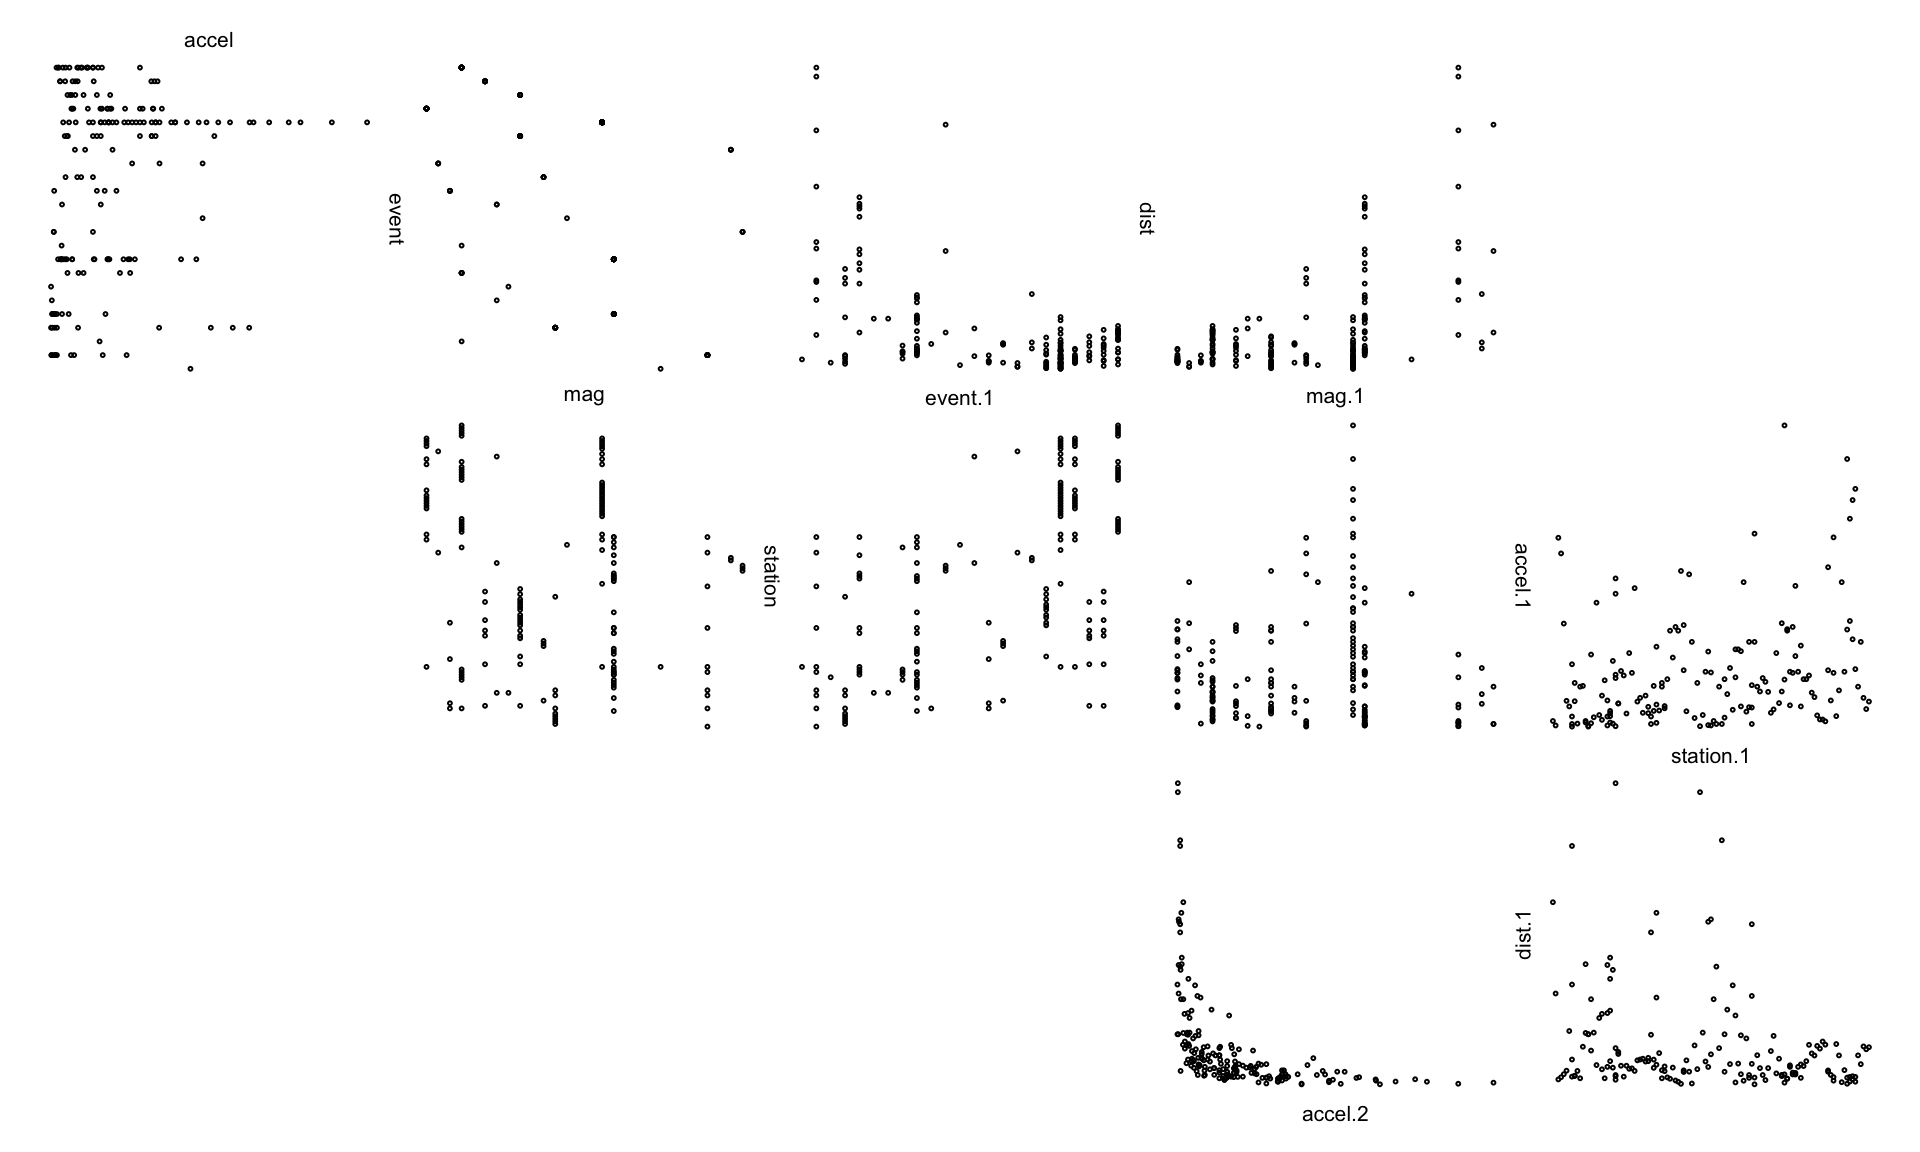 accel
event
dist
mag
event.1
mag.1
station
accel.1
station.1
dist.1
accel.2